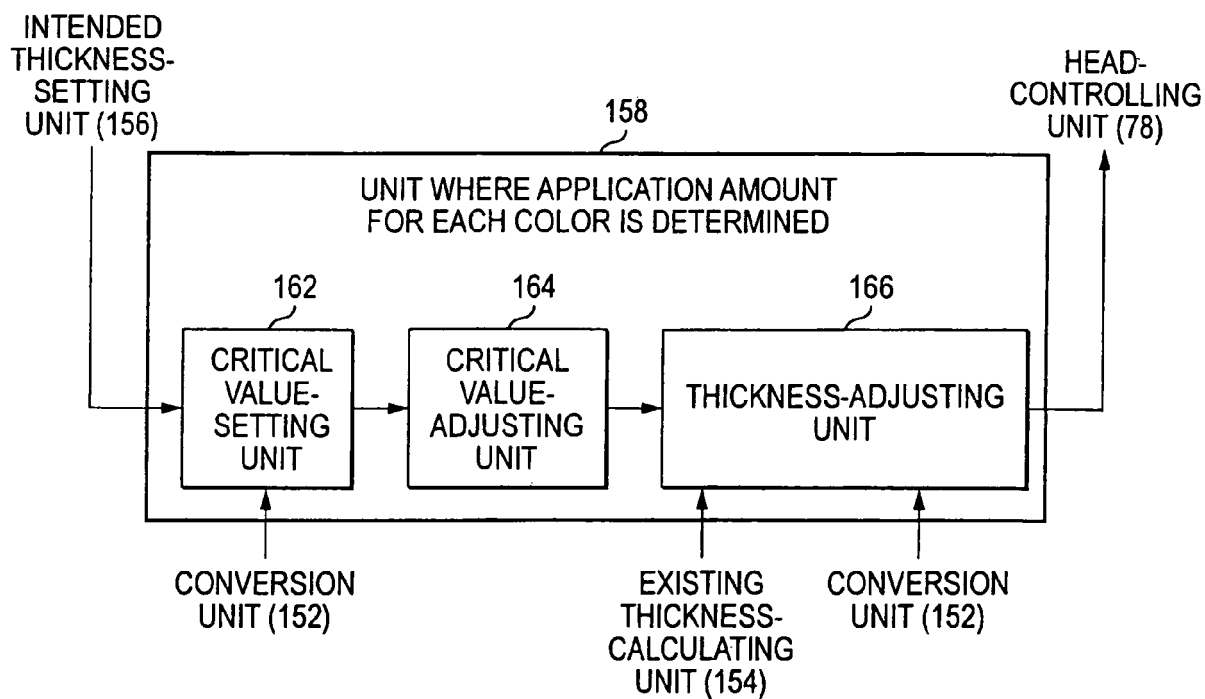 INTENDED
THICKNESS-
SETTING
UNIT (156)
HEAD-
CONTROLLING
UNIT (78)
158
UNIT WHERE APPLICATION AMOUNT
FOR EACH COLOR IS DETERMINED
162
CRITICAL
VALUE-
SETTING
UNIT
164
CRITICAL
VALUE-
ADJUSTING
UNIT
166
THICKNESS-ADJUSTING
UNIT
CONVERSION
UNIT (152)
EXISTING
THICKNESS-
CALCULATING
UNIT (154)
CONVERSION
UNIT (152)